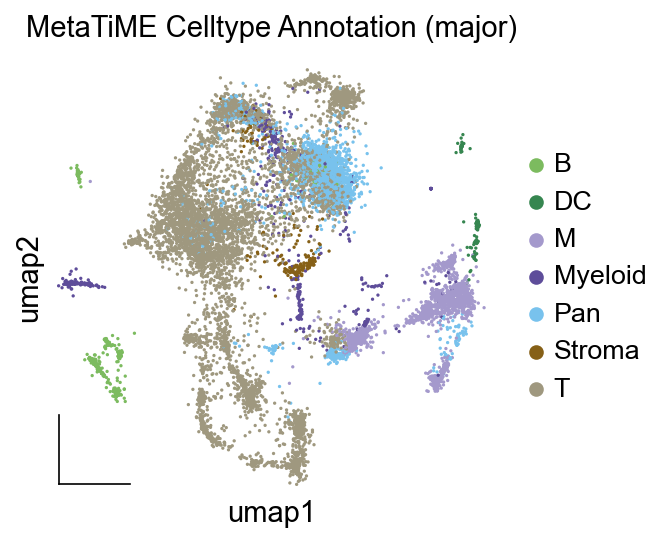 MetaTiME Celltype Annotation (major)
B
DC
M
Myeloid
Pan
Stroma
T
umap2
umap1